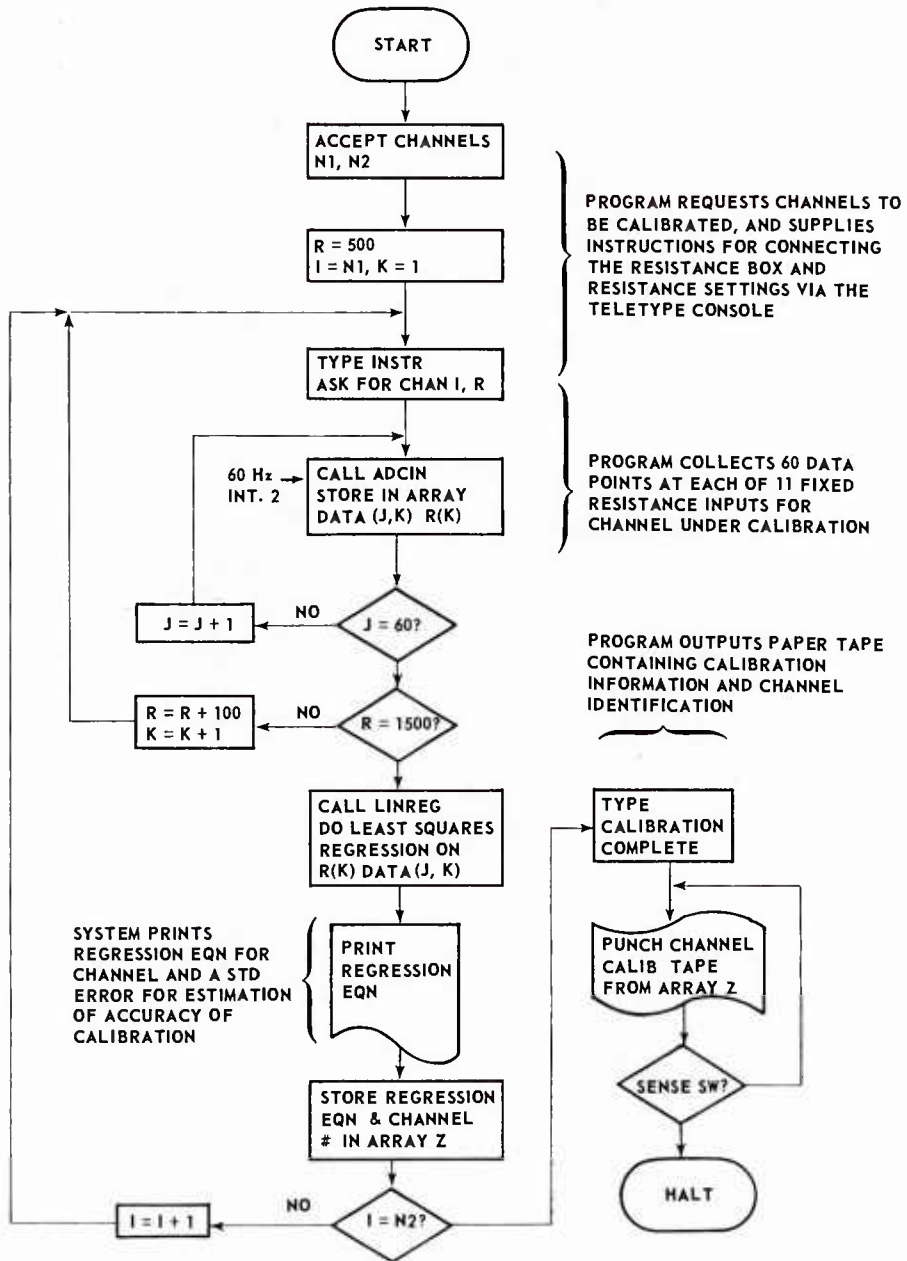 START
ACCEPT CHANNELS
N1, N2
R = 500
I = N1, K = 1
PROGRAM REQUESTS CHANNELS TO
BE CALIBRATED, AND SUPPLIES
INSTRUCTIONS FOR CONNECTING
THE RESISTANCE BOX AND
RESISTANCE SETTINGS VIA THE
TELETYPE CONSOLE
TYPE INSTR
ASK FOR CHAN I, R
60 Hz
INT. 2
CALL ADCIN
STORE IN ARRAY
DATA (J,K) R(K)
PROGRAM COLLECTS 60 DATA
POINTS AT EACH OF 11 FIXED
RESISTANCE INPUTS FOR
CHANNEL UNDER CALIBRATION
J = J + 1
NO
J = 60?
R = R + 100
K = K + 1
NO
R = 1500?
PROGRAM OUTPUTS PAPER TAPE
CONTAINING CALIBRATION
INFORMATION AND CHANNEL
IDENTIFICATION
CALL LINREG
DO LEAST SQUARES
REGRESSION ON
R(K) DATA (J, K)
TYPE
CALIBRATION
COMPLETE
SYSTEM PRINTS
REGRESSION EQN FOR
CHANNEL AND A STD
ERROR FOR ESTIMATION
OF ACCURACY OF
CALIBRATION
PRINT
REGRESSION
EQN
PUNCH CHANNEL
CALIB TAPE
FROM ARRAY Z
STORE REGRESSION
EQN & CHANNEL
# IN ARRAY Z
SENSE SW?
I = I + 1
NO
I = N2?
HALT